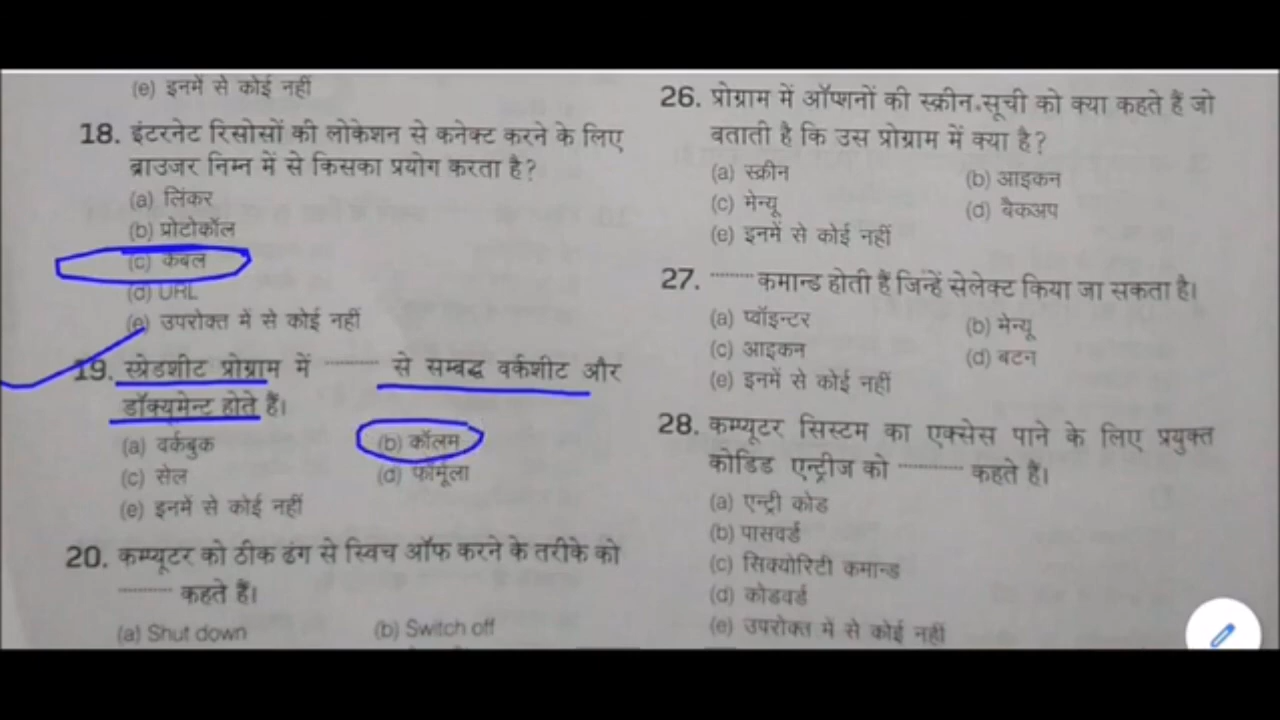 (e) इनमें से कोई नहीं
18. इंटरनेट रिसोसों की लोकेशन से कनेक्ट करने के लिए
ब्राउजर निम्न में से किसका प्रयोग करता है?
(a) लिंकर
(b) प्रोटोकॉल
(c) केबल
(d) URL
(e) उपरोक्त में से कोई नहीं
19. स्प्रेडशीट प्रोग्राम में ........... से सम्बद्ध वर्कशीट और
डॉक्यूमेन्ट होते हैं।
(a) वर्कबुक (b) कॉलम
(c) सेल (d) फॉर्मूला
(e) इनमें से कोई नहीं
20. कम्प्यूटर को ठीक ढंग से स्विच ऑफ करने के तरीके को
........... कहते हैं।
(a) Shut down (b) Switch off
26. प्रोग्राम में ऑप्शनों की स्क्रीन सूची को क्या कहते हैं जो
बताती है कि उस प्रोग्राम में क्या है?
(a) स्क्रीन (b) आइकन
(c) मेन्यू (d) बैकअप
(e) इनमें से कोई नहीं
27. ......... कमान्ड होती हैं जिन्हें सेलेक्ट किया जा सकता है।
(a) प्वॉइन्टर (b) मेन्यू
(c) आइकन (d) बटन
(e) इनमें से कोई नहीं
28. कम्प्यूटर सिस्टम का एक्सेस पाने के लिए प्रयुक्त
कोडिड एन्ट्रीज को ............. कहते हैं।
(a) एन्ट्री कोड
(b) पासवर्ड
(c) सिक्योरिटी कमान्ड
(d) कोडवर्ड
(e) उपरोक्त में से कोई नहीं